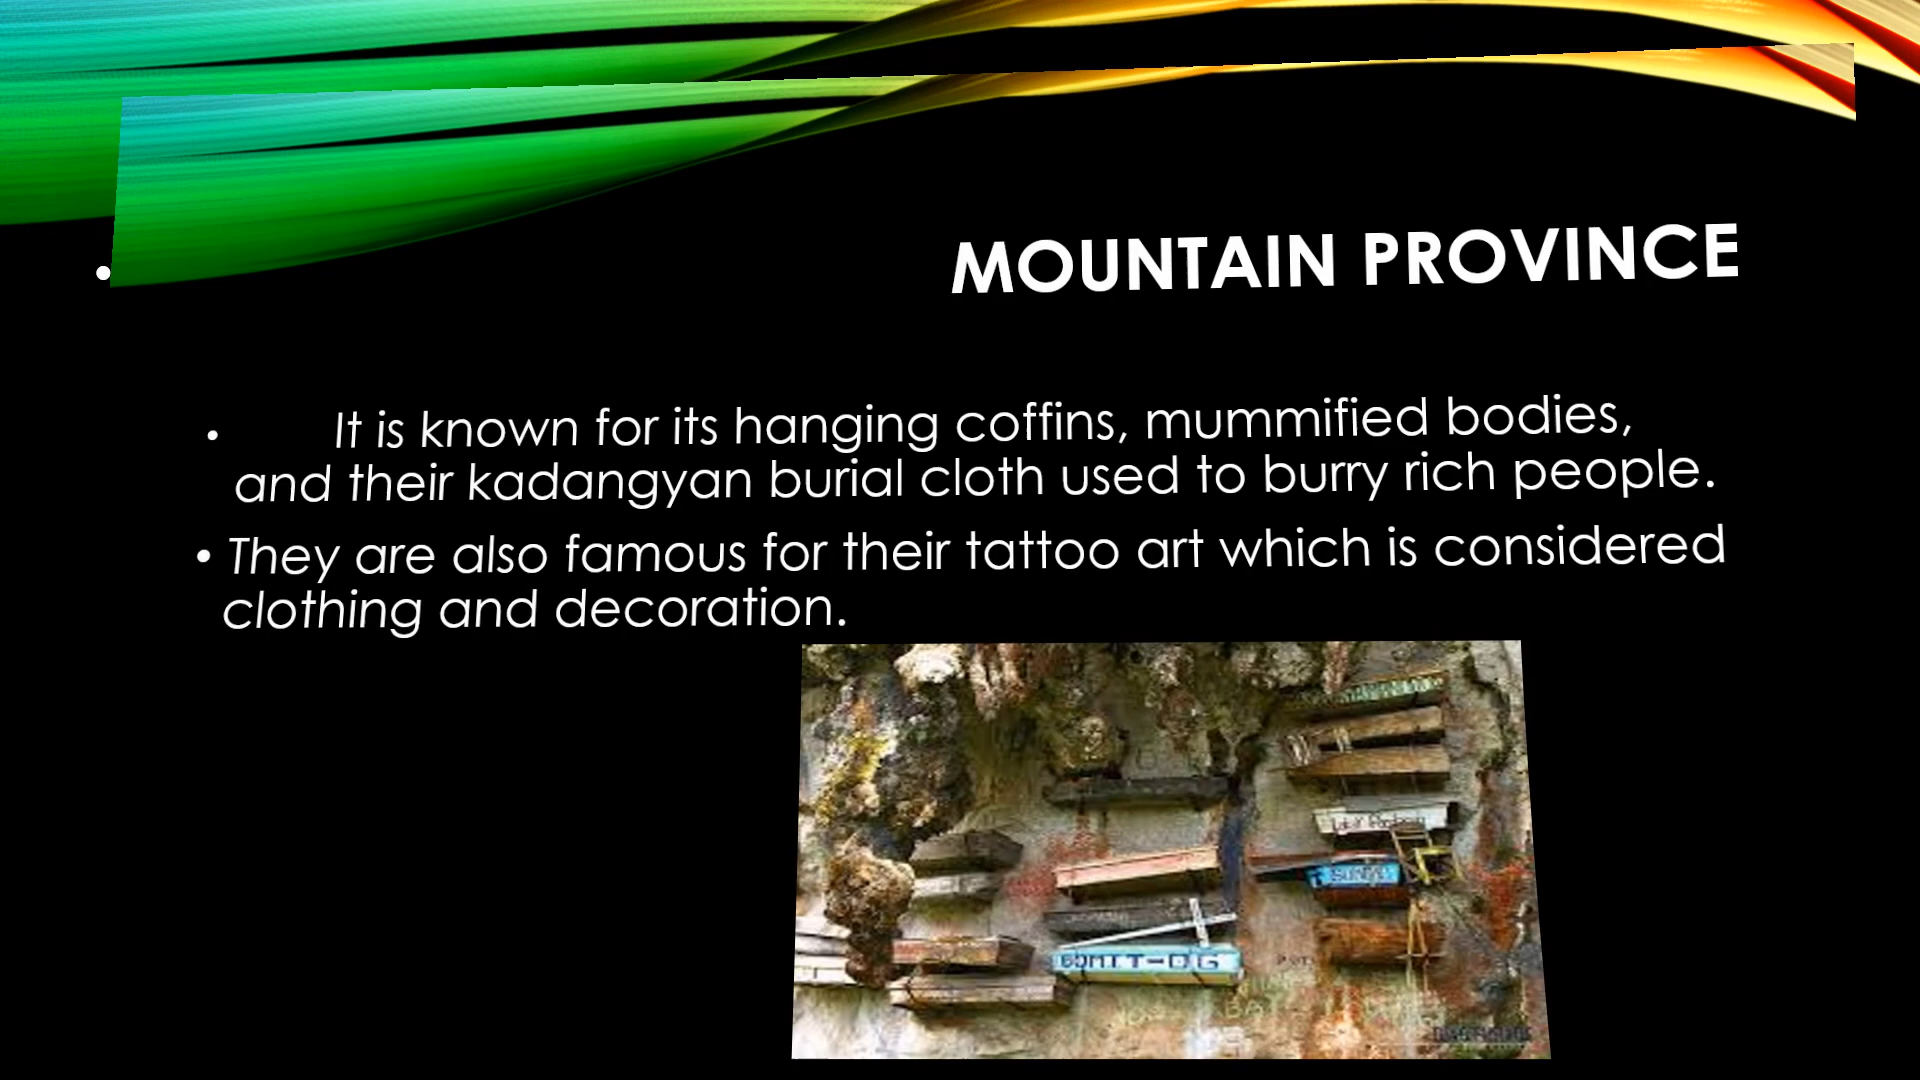 MOUNTAIN PROVINCE
• It is known for its hanging coffins, mummified bodies,
and their kadangyan burial cloth used to burry rich people.
• They are also famous for their tattoo art which is considered
clothing and decoration.